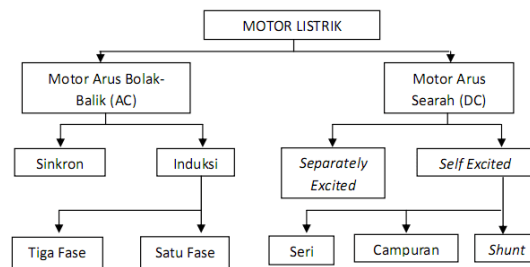 MOTOR LISTRIK
Motor Arus Bolak-
Balik (AC)
Motor Arus
Searah (DC)
Sinkron
Induksi
Separately
Excited
Self Excited
Tiga Fase
Satu Fase
Seri
Campuran
Shunt